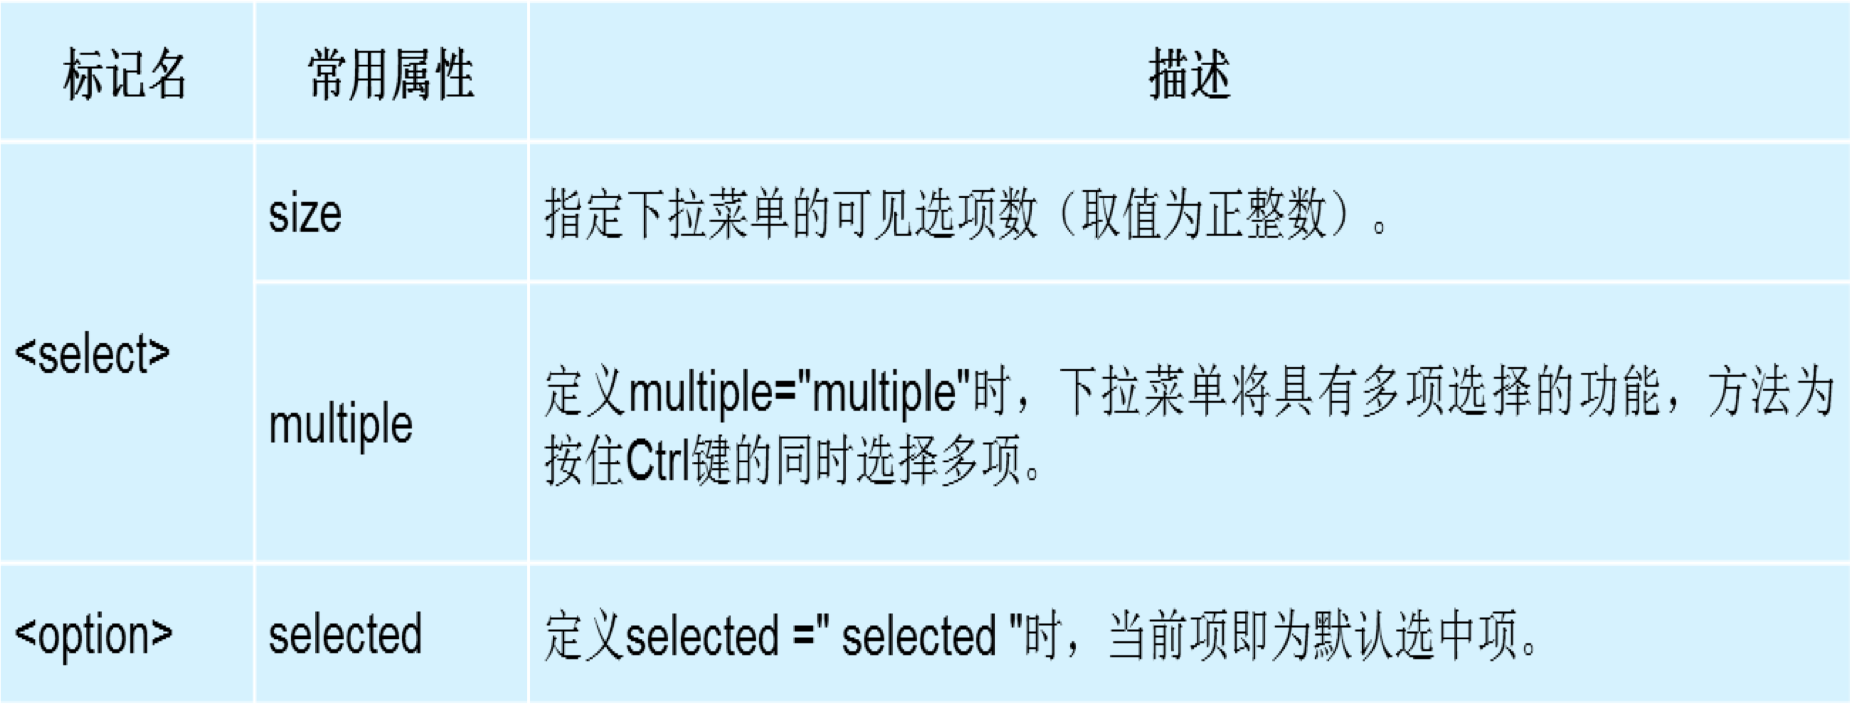 标记名 常用属性 描述
size 指定下拉菜单的可见选项数（取值为正整数）。
<select>
multiple 定义multiple="multiple"时，下拉菜单将具有多项选择的功能，方法为
按住Ctrl键的同时选择多项。
<option> selected 定义selected =" selected "时，当前项即为默认选中项。